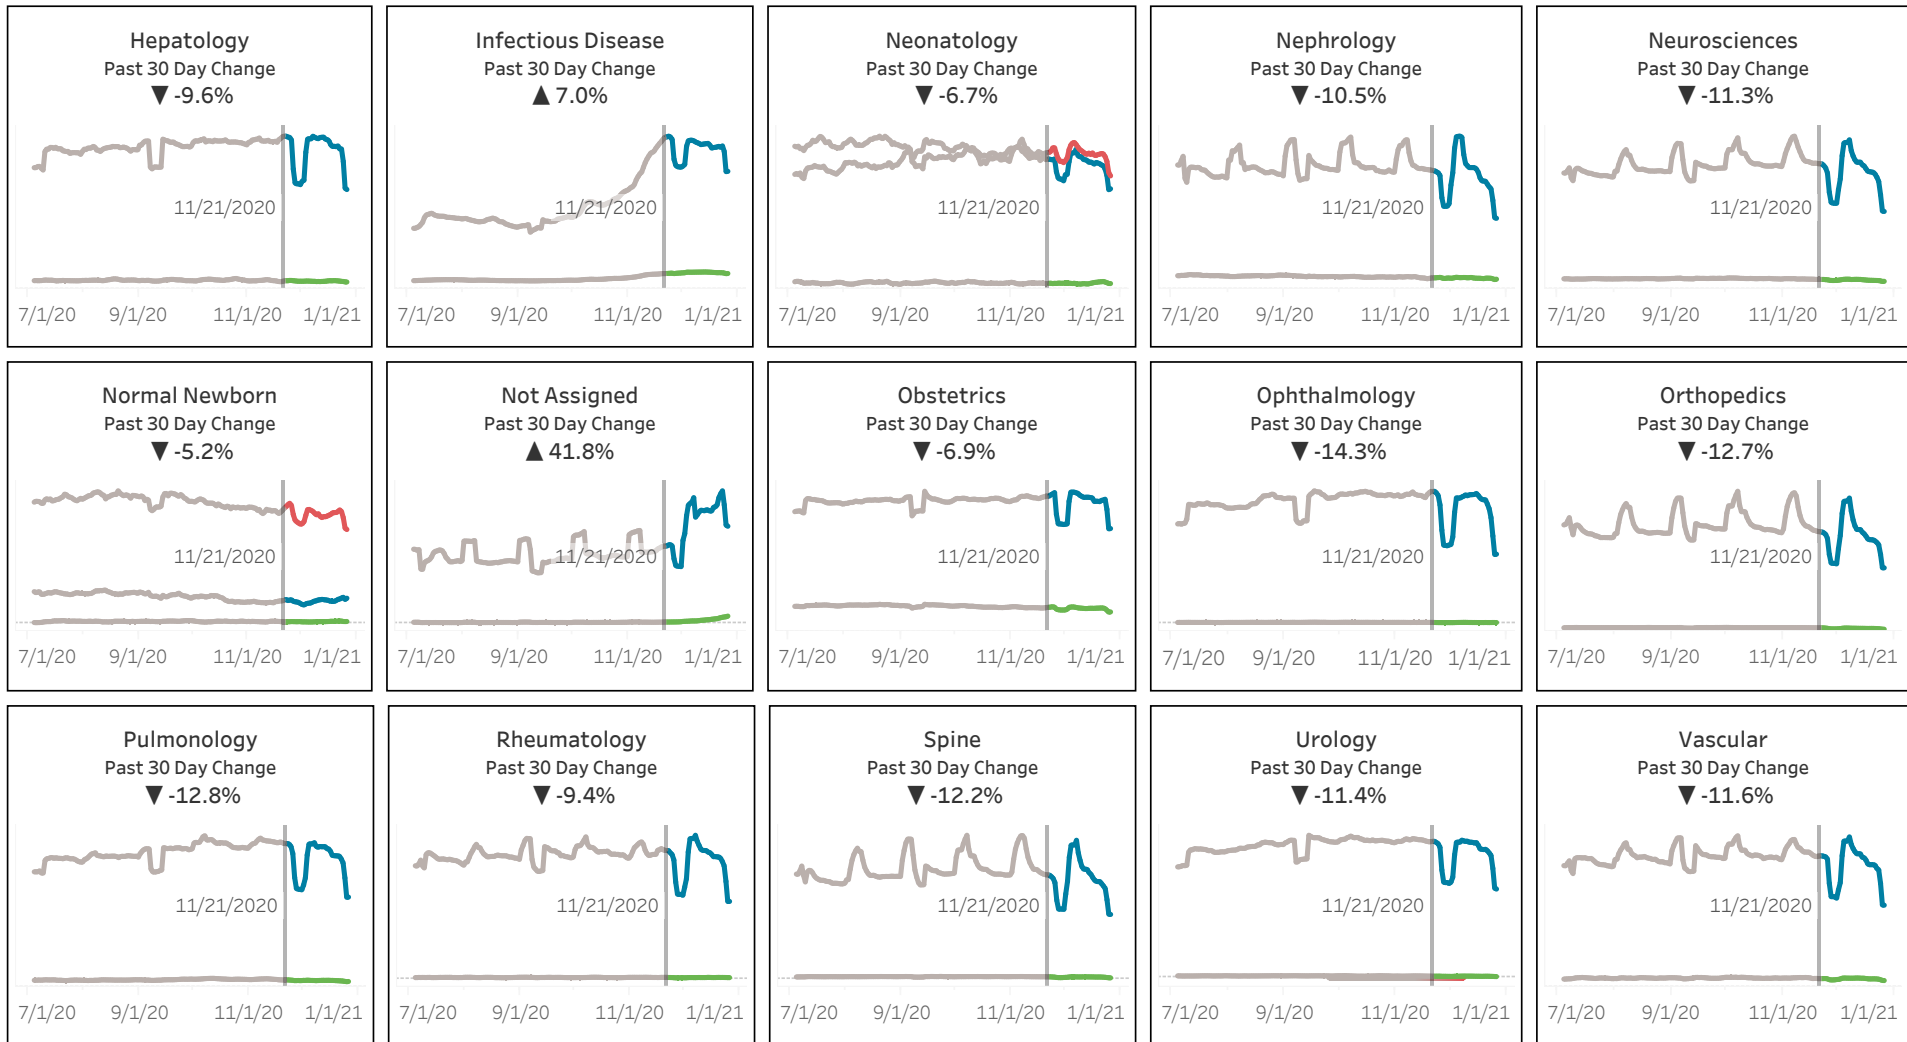 Hepatology
Past 30 Day Change
▼ -9.6%
11/21/2020
7/1/20 9/1/20 11/1/20 1/1/21
Infectious Disease
Past 30 Day Change
▲ 7.0%
11/21/2020
7/1/20 9/1/20 11/1/20 1/1/21
Neonatology
Past 30 Day Change
▼ -6.7%
11/21/2020
7/1/20 9/1/20 11/1/20 1/1/21
Nephrology
Past 30 Day Change
▼ -10.5%
11/21/2020
7/1/20 9/1/20 11/1/20 1/1/21
Neurosciences
Past 30 Day Change
▼ -11.3%
11/21/2020
7/1/20 9/1/20 11/1/20 1/1/21
Normal Newborn
Past 30 Day Change
▼ -5.2%
11/21/2020
7/1/20 9/1/20 11/1/20 1/1/21
Not Assigned
Past 30 Day Change
▲ 41.8%
11/21/2020
7/1/20 9/1/20 11/1/20 1/1/21
Obstetrics
Past 30 Day Change
▼ -6.9%
11/21/2020
7/1/20 9/1/20 11/1/20 1/1/21
Ophthalmology
Past 30 Day Change
▼ -14.3%
11/21/2020
7/1/20 9/1/20 11/1/20 1/1/21
Orthopedics
Past 30 Day Change
▼ -12.7%
11/21/2020
7/1/20 9/1/20 11/1/20 1/1/21
Pulmonology
Past 30 Day Change
▼ -12.8%
11/21/2020
7/1/20 9/1/20 11/1/20 1/1/21
Rheumatology
Past 30 Day Change
▼ -9.4%
11/21/2020
7/1/20 9/1/20 11/1/20 1/1/21
Spine
Past 30 Day Change
▼ -12.2%
11/21/2020
7/1/20 9/1/20 11/1/20 1/1/21
Urology
Past 30 Day Change
▼ -11.4%
11/21/2020
7/1/20 9/1/20 11/1/20 1/1/21
Vascular
Past 30 Day Change
▼ -11.6%
11/21/2020
7/1/20 9/1/20 11/1/20 1/1/21